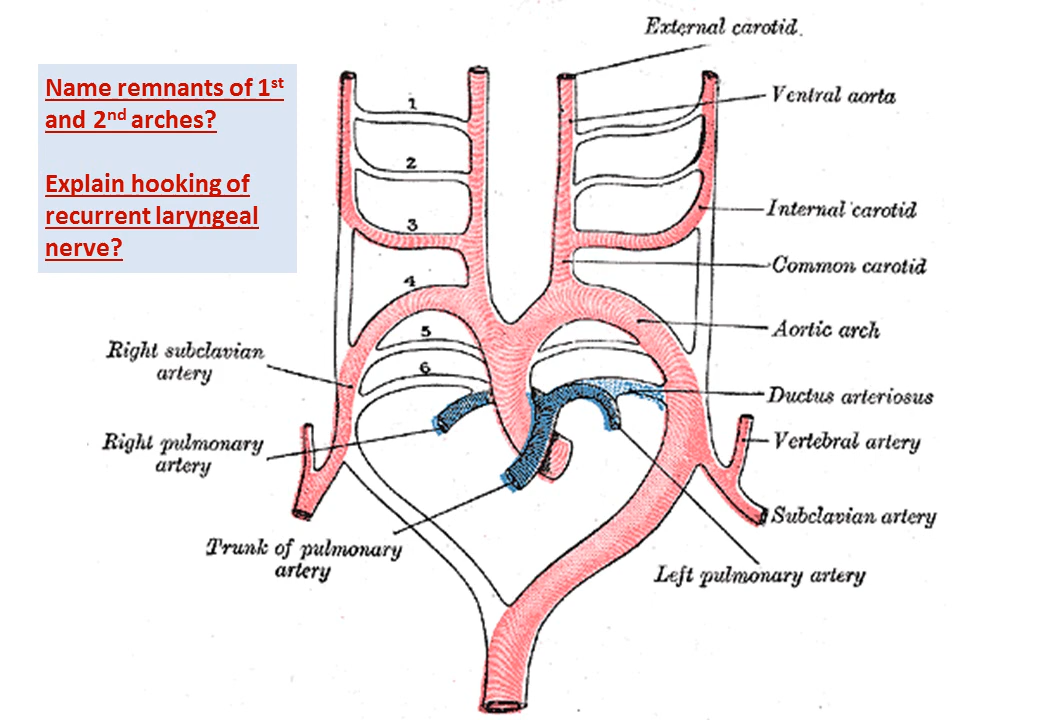 External carotid.
Name remnants of 1st
and 2nd arches?
Explain hooking of
recurrent laryngeal
nerve?
1
Ventral aorta
2
Internal carotid
3
Common carotid
4
Aortic arch
5
Right subclavian
artery
6
Ductus arteriosus
Right pulmonary
artery
Vertebral artery
Subclavian artery
Trunk of pulmonary
artery
Left pulmonary artery